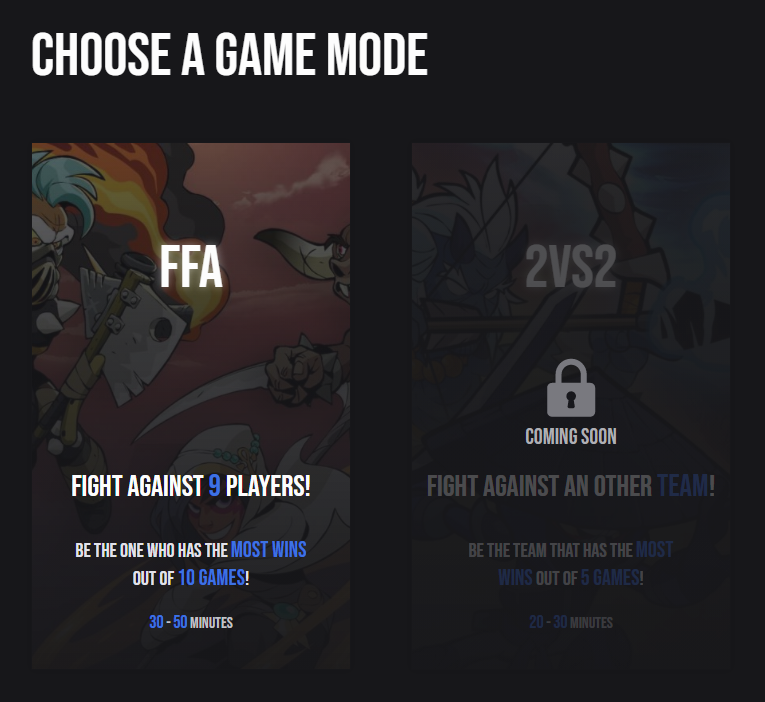 CHOOSE A GAME MODE
FFA
FIGHT AGAINST 9 PLAYERS!
BE THE ONE WHO HAS THE MOST WINS
OUT OF 10 GAMES!
30 - 50 MINUTES
2VS2
COMING SOON
FIGHT AGAINST AN OTHER TEAM!
BE THE TEAM THAT HAS THE MOST
WINS OUT OF 5 GAMES!
20 - 30 MINUTES